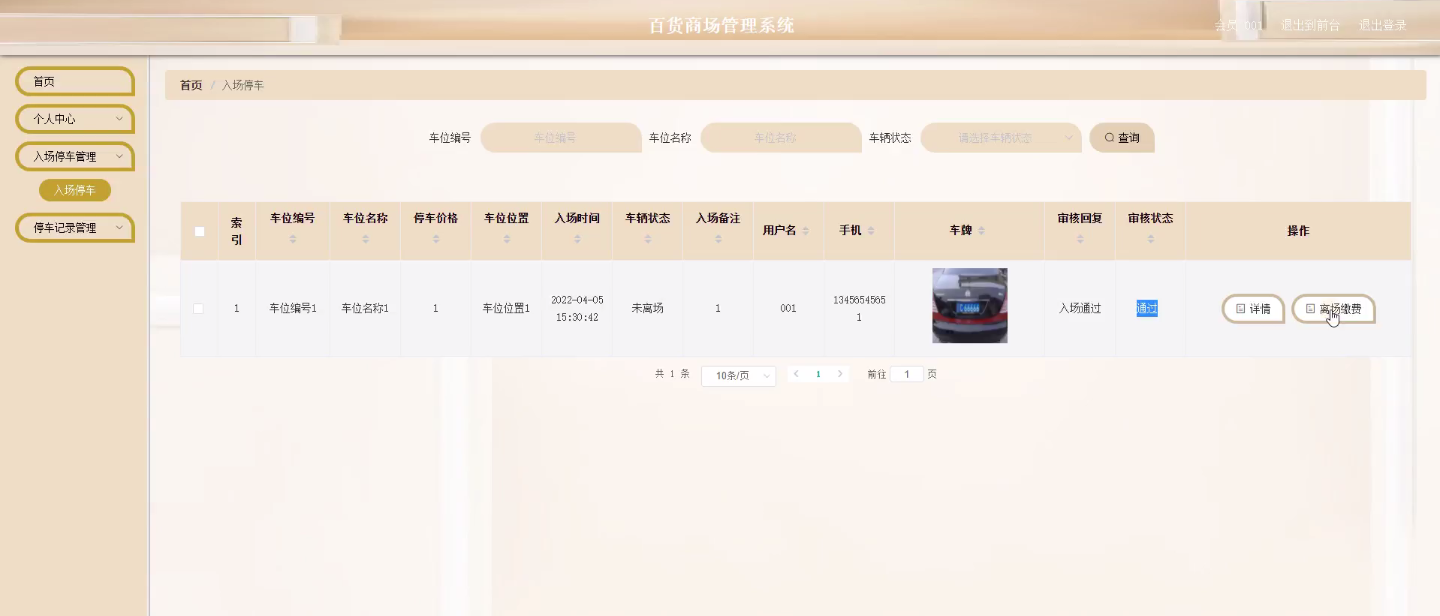 百货商场管理系统
会员 001 退出到前台 退出登录
首页
个人中心
入场停车管理
入场停车
停车记录管理
首页 / 入场停车
车位编号 车位编号 车位名称 车位名称 车辆状态 请选择车辆状态 查询
索引 车位编号 车位名称 停车价格 车位位置 入场时间 车辆状态 入场备注 用户名 手机 车牌 审核回复 审核状态 操作
1 车位编号1 车位名称1 1 车位位置1 2022-04-05 15:30:42 未离场 1 001 13456545651 入场通过 通过 详情 离场缴费
共 1 条 10条/页 1 前往 1 页